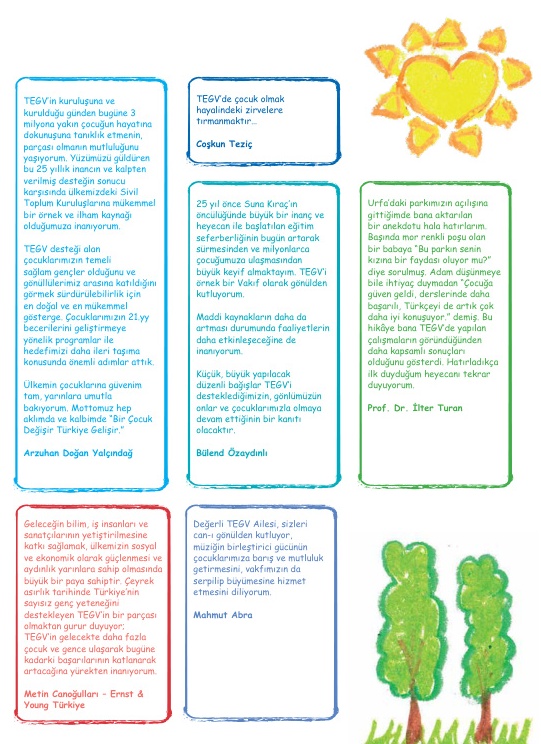 TEGV'in kuruluşuna ve
kurulduğu günden bugüne 3
milyona yakın çocuğun hayatına
dokunuşuna tanıklık etmenin,
parçası olmanın mutluluğunu
yaşıyorum. Yüzümüzü güldüren
bu 25 yıllık inancın ve kalpten
verilmiş desteğin sonucu
karşısında ülkemizdeki Sivil
Toplum Kuruluşlarına mükemmel
bir örnek ve ilham kaynağı
olduğumuza inanıyorum.
TEGV desteği alan
çocuklarımızın temeli
sağlam gençler olduğunu ve
gönüllülerimiz arasına katıldığını
görmek sürdürülebilirlik için
en doğal ve en mükemmel
gösterge. Çocuklarımızın 21.yy
becerilerini geliştirmeye
yönelik programlar ile
hedefimizi daha ileri taşıma
konusunda önemli adımlar attık.
Ülkemin çocuklarına güvenim
tam, yarınlara umutla
bakıyorum. Mottomuz hep
aklımda ve kalbimde "Bir Çocuk
Değişir Türkiye Gelişir."
Arzuhan Doğan Yalçındağ
TEGV'de çocuk olmak
hayalindeki zirvelere
tırmanmaktır…
Coşkun Teziç
25 yıl önce Suna Kıraç'ın
öncülüğünde büyük bir inanç ve
heyecan ile başlatılan eğitim
seferberliğinin bugün artarak
sürmesinden ve milyonlarca
çocuğumuza ulaşmasından
büyük keyif almaktayım. TEGV'i
örnek bir Vakıf olarak gönülden
kutluyorum.
Maddi kaynakların daha da
artması durumunda faaliyetlerin
daha etkinleşeceğine de
inanıyorum.
Küçük, büyük yapılacak
düzenli bağışlar TEGV'i
desteklediğimizin, gönlümüzün
onlar ve çocuklarımızla olmaya
devam ettiğinin bir kanıtı
olacaktır.
Bülend Özaydınlı
Urfa'daki parkımızın açılışına
gittiğimde bana aktarılan
bir anekdotu hala hatırlarım.
Başında mor renkli poşu olan
bir babaya "Bu parkın senin
kızına bir faydası oluyor mu?"
diye sorulmuş. Adam düşünmeye
bile ihtiyaç duymadan "Çocuğa
güven geldi, derslerinde daha
başarılı, Türkçeyi de artık çok
daha iyi konuşuyor." demiş. Bu
hikâye bana TEGV'de yapılan
çalışmaların göründüğünden
daha kapsamlı sonuçları
olduğunu gösterdi. Hatırladıkça
ilk duyduğum heyecanı tekrar
duyuyorum.
Prof. Dr. İlter Turan
Geleceğin bilim, iş insanları ve
sanatçılarının yetiştirilmesine
katkı sağlamak, ülkemizin sosyal
ve ekonomik olarak güçlenmesi ve
aydınlık yarınlara sahip olmasında
büyük bir paya sahiptir. Çeyrek
asırlık tarihinde Türkiye'nin
sayısız genç yeteneğini
destekleyen TEGV'in bir parçası
olmaktan gurur duyuyor;
TEGV'in gelecekte daha fazla
çocuk ve gence ulaşarak bugüne
kadarki başarılarının katlanarak
artacağına yürekten inanıyorum.
Metin Canoğulları – Ernst &
Young Türkiye
Değerli TEGV Ailesi, sizleri
can-ı gönülden kutluyor,
müziğin birleştirici gücünün
çocuklarımıza barış ve mutluluk
getirmesini, vakfımızın da
serpilip büyümesine hizmet
etmesini diliyorum.
Mahmut Abra